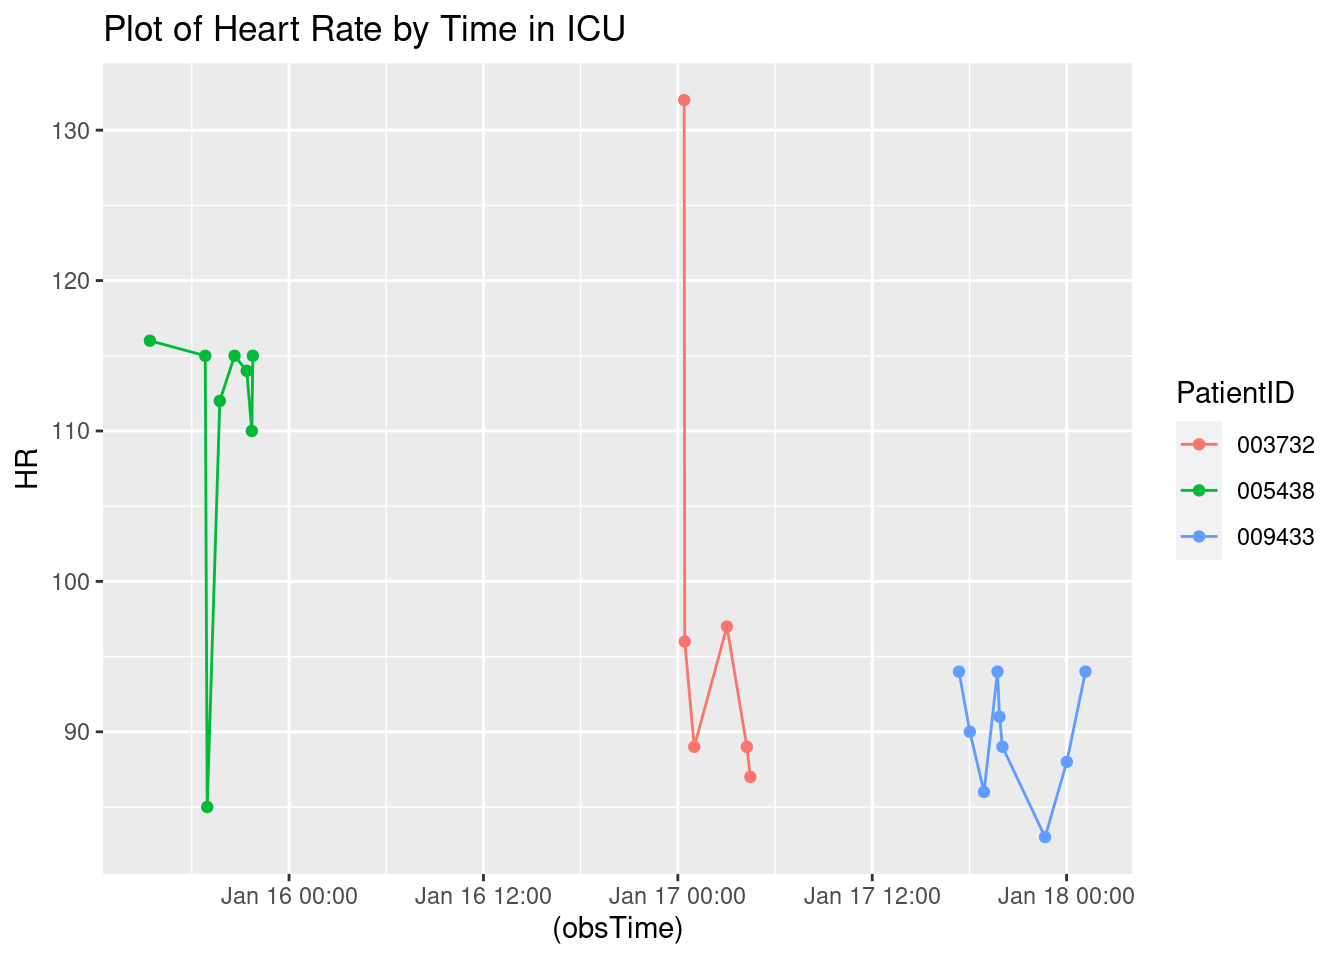 Plot of Heart Rate by Time in ICU
130
120
110
100
90
HR
Jan 16 00:00
Jan 16 12:00
Jan 17 00:00
Jan 17 12:00
Jan 18 00:00
(obsTime)
PatientID
003732
005438
009433